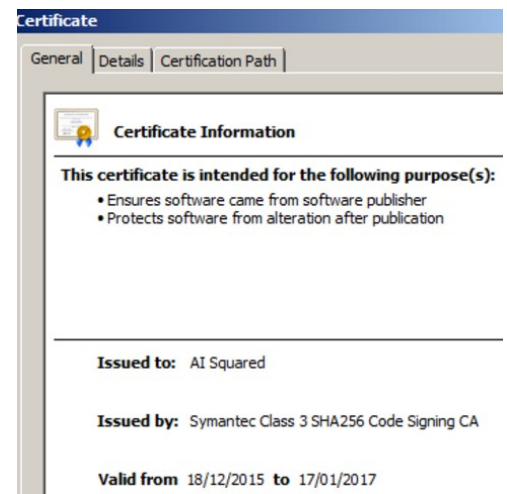 Certificate
General Details Certification Path
Certificate Information
This certificate is intended for the following purpose(s):
• Ensures software came from software publisher
• Protects software from alteration after publication
Issued to: AI Squared
Issued by: Symantec Class 3 SHA256 Code Signing CA
Valid from 18/12/2015 to 17/01/2017